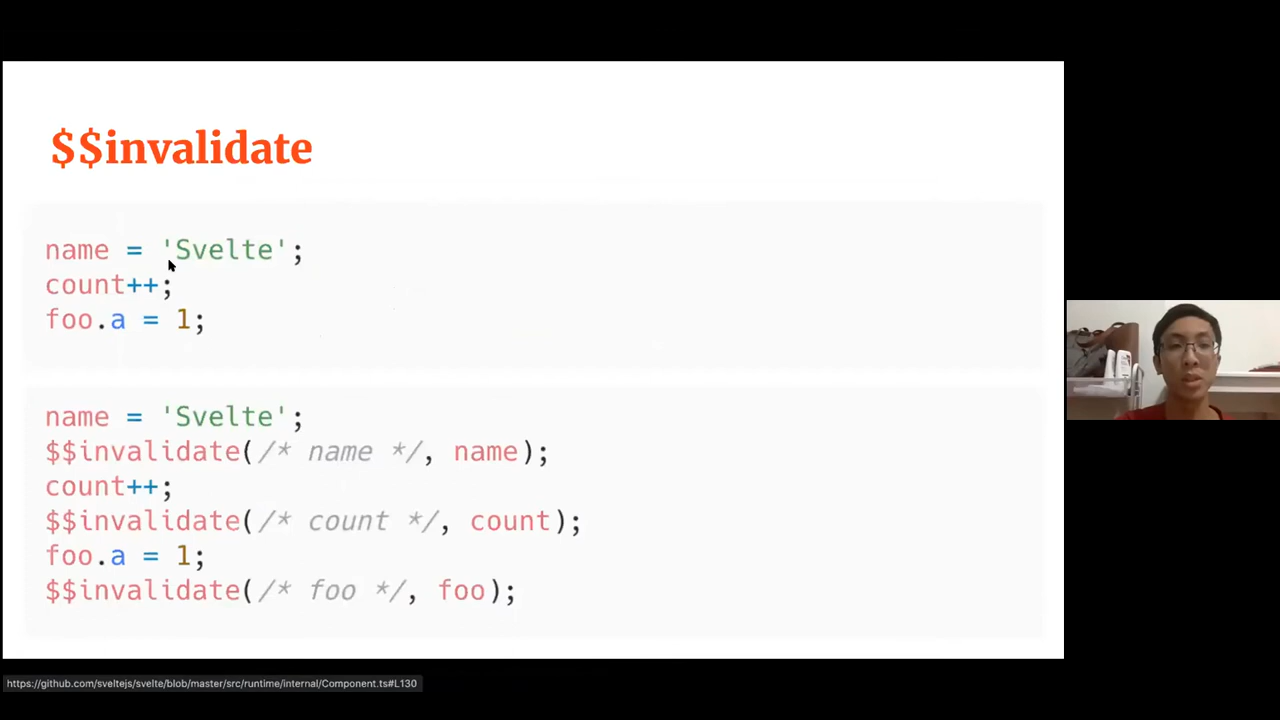 $$invalidate
name = 'Svelte';
count++;
foo.a = 1;
name = 'Svelte';
$$invalidate(/* name */, name);
count++;
$$invalidate(/* count */, count);
foo.a = 1;
$$invalidate(/* foo */, foo);
https://github.com/sveltejs/svelte/blob/master/src/runtime/internal/Component.ts#L130